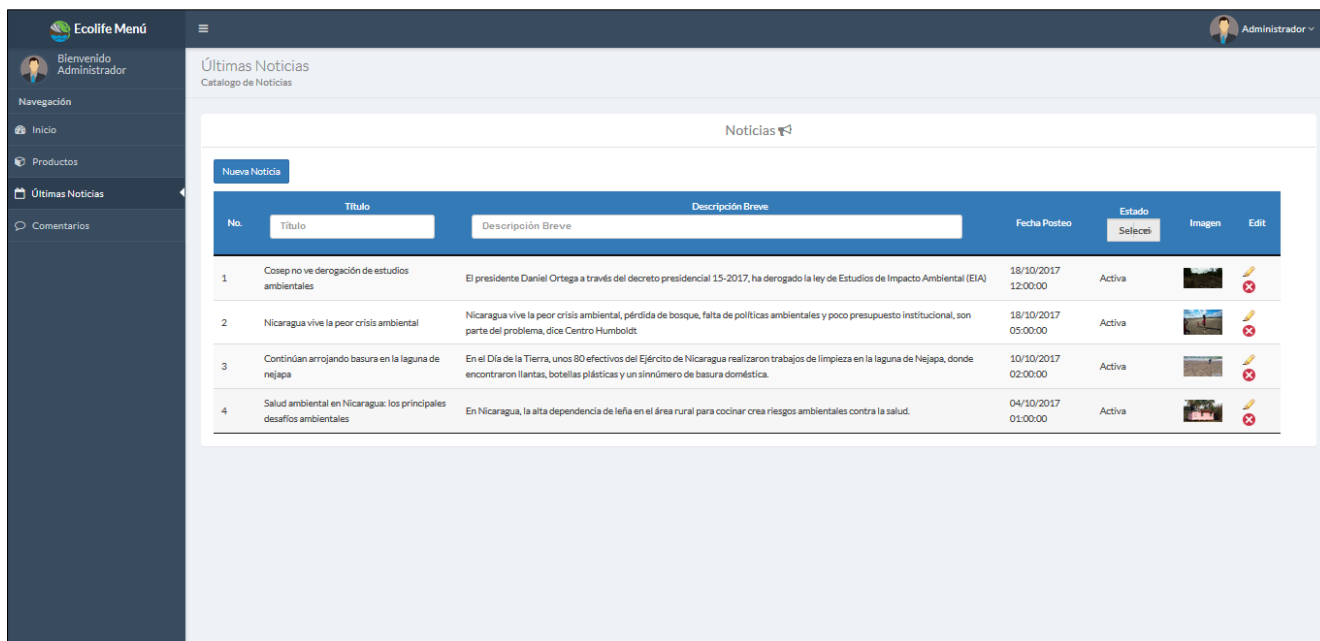 Ecolife Menú
Administrador
Bienvenido
Administrador
Navegación
Inicio
Productos
Últimas Noticias
Comentarios
Últimas Noticias
Catalogo de Noticias
Noticias
Nueva Noticia
No.
Título
Título
Descripción Breve
Descripción Breve
Fecha Posteo
Estado
Imagen
Edit
1
Cosep no ve derogación de estudios
ambientales
El presidente Daniel Ortega a través del decreto presidencial 15-2017, ha derogado la ley de Estudios de Impacto Ambiental (EIA)
18/10/2017
12:00:00
Activa
2
Nicaragua vive la peor crisis ambiental
Nicaragua vive la peor crisis ambiental, pérdida de bosque, falta de políticas ambientales y poco presupuesto institucional, son
parte del problema, dice Centro Humboldt
18/10/2017
05:00:00
Activa
3
Continúan arrojando basura en la laguna de
nejapa
En el Día de la Tierra, unos 80 efectivos del Ejército de Nicaragua realizaron trabajos de limpieza en la laguna de Nejapa, donde
encontraron llantas, botellas plásticas y un sinnúmero de basura doméstica.
10/10/2017
02:00:00
Activa
4
Salud ambiental en Nicaragua: los principales
desafíos ambientales
En Nicaragua, la alta dependencia de leña en el área rural para cocinar crea riesgos ambientales contra la salud.
04/10/2017
01:00:00
Activa